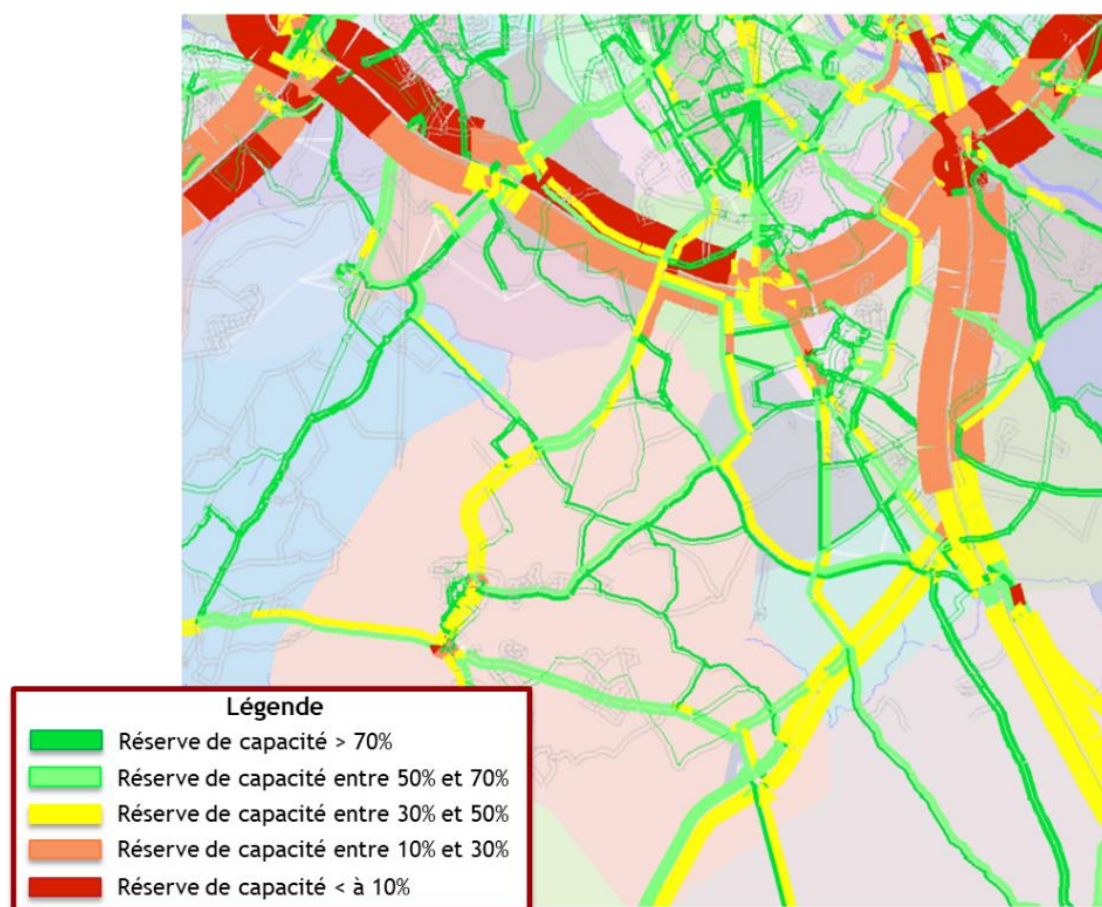 Légende
Réserve de capacité > 70%
Réserve de capacité entre 50% et 70%
Réserve de capacité entre 30% et 50%
Réserve de capacité entre 10% et 30%
Réserve de capacité < à 10%